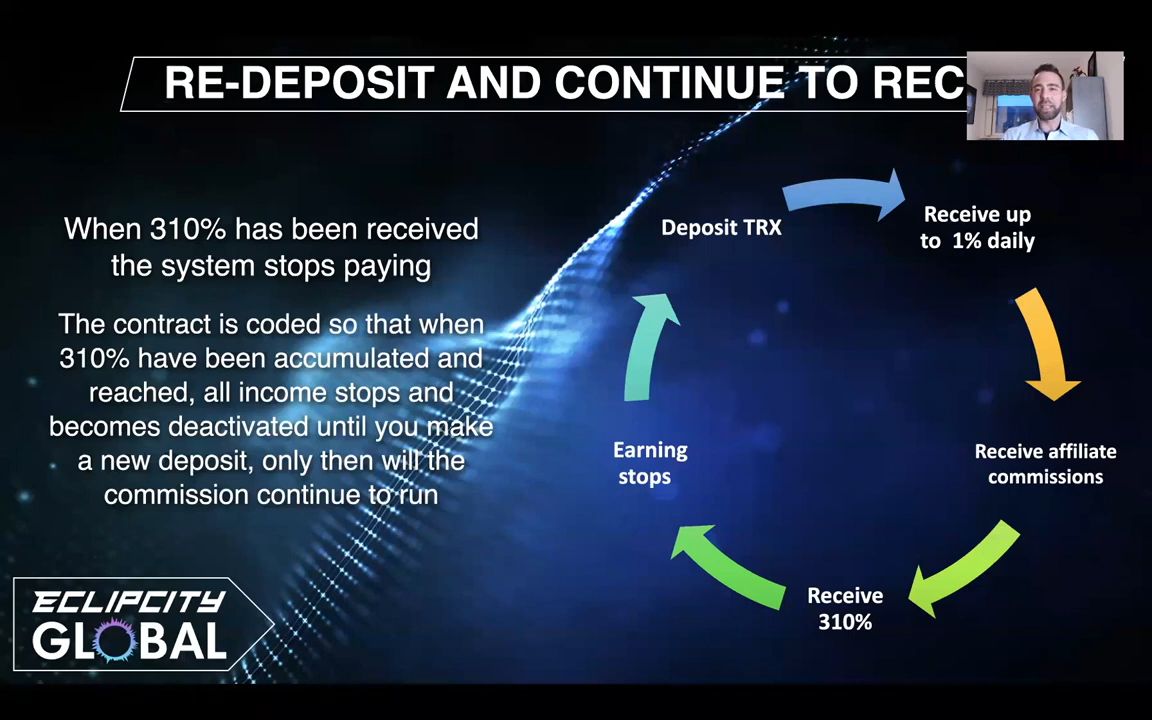 RE-DEPOSIT AND CONTINUE TO REC
When 310% has been received
the system stops paying
The contract is coded so that when
310% have been accumulated and
reached, all income stops and
becomes deactivated until you make
a new deposit, only then will the
commission continue to run
Deposit TRX
Receive up
to 1% daily
Receive affiliate
commissions
Receive
310%
Earning
stops
ECLIPCITY
GLOBAL